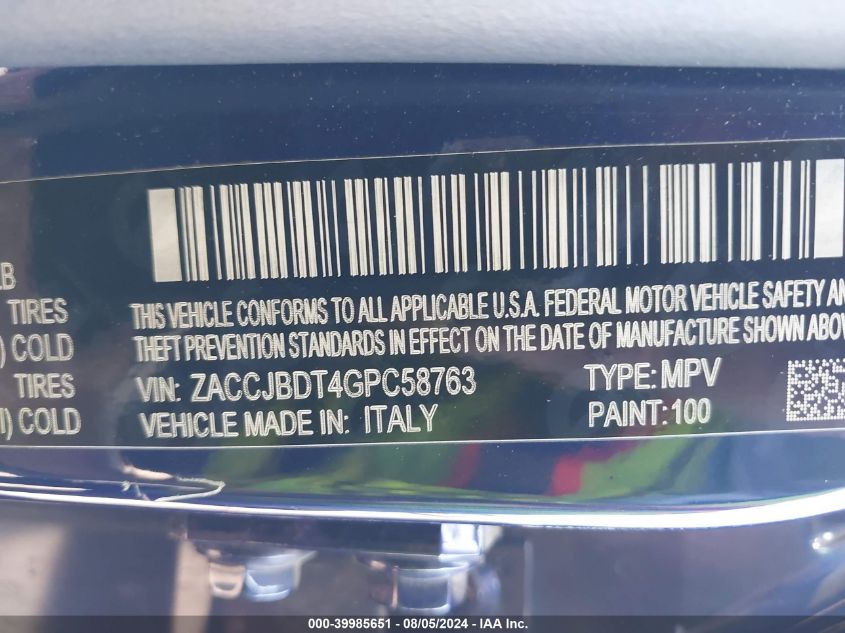 LB
TIRES
) COLD
TIRES
I) COLD
THIS VEHICLE CONFORMS TO ALL APPLICABLE U.S.A. FEDERAL MOTOR VEHICLE SAFETY AN
THEFT PREVENTION STANDARDS IN EFFECT ON THE DATE OF MANUFACTURE SHOWN ABOV
VIN: ZACCJBDT4GPC58763 TYPE: MPV
VEHICLE MADE IN: ITALY PAINT: 100
000-39985651 - 08/05/2024 - IAA Inc.